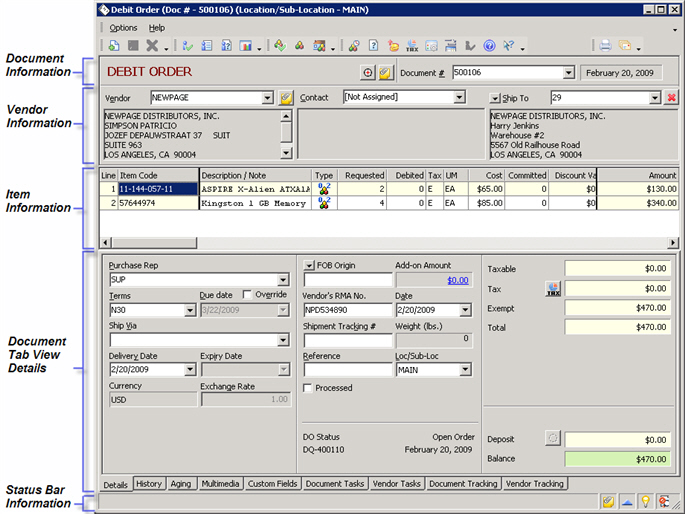 Debit Order (Doc # - 500106) (Location/Sub-Location - MAIN)
Options Help
Document Information
DEBIT ORDER
Document # 500106
February 20, 2009
Vendor Information
Vendor NEWPAGE
Contact [Not Assigned]
Ship To 29
NEWPAGE DISTRIBUTORS, INC.
SIMPSON PATRICIO
JOZEF DEPAUWSTRAAT 37 SUIT
SUITE 963
LOS ANGELES, CA 90004
NEWPAGE DISTRIBUTORS, INC.
Harry Jenkins
Warehouse #2
5567 Old Railhouse Road
LOS ANGELES, CA 90004
Item Information
Line Item Code Description / Note Type Requested Debited Tax UM Cost Committed Discount Va Amount
1 11-144-057-11 ASPIRE X-Alien ATXA1A 2 0 E EA $65.00 0 $0 $130.00
2 57644974 Kingston 1 GB Memory 4 0 E EA $85.00 0 $0 $340.00
Document Tab View Details
Purchase Rep
SUP
Terms Due date Override
N30 3/22/2009
Ship Via
Delivery Date Expiry Date
2/20/2009
Currency Exchange Rate
USD 1.00
FOB Origin Add-on Amount
$0.00
Vendor's RMA No. Date
NPD534890 2/20/2009
Shipment Tracking # Weight (lbs.)
0
Reference Loc/Sub-Loc
MAIN
Processed
DO Status Open Order
DQ-400110 February 20, 2009
Taxable $0.00
Tax TAX $0.00
Exempt $470.00
Total $470.00
Deposit $0.00
Balance $470.00
Details History Aging Multimedia Custom Fields Document Tasks Vendor Tasks Document Tracking Vendor Tracking
Status Bar Information